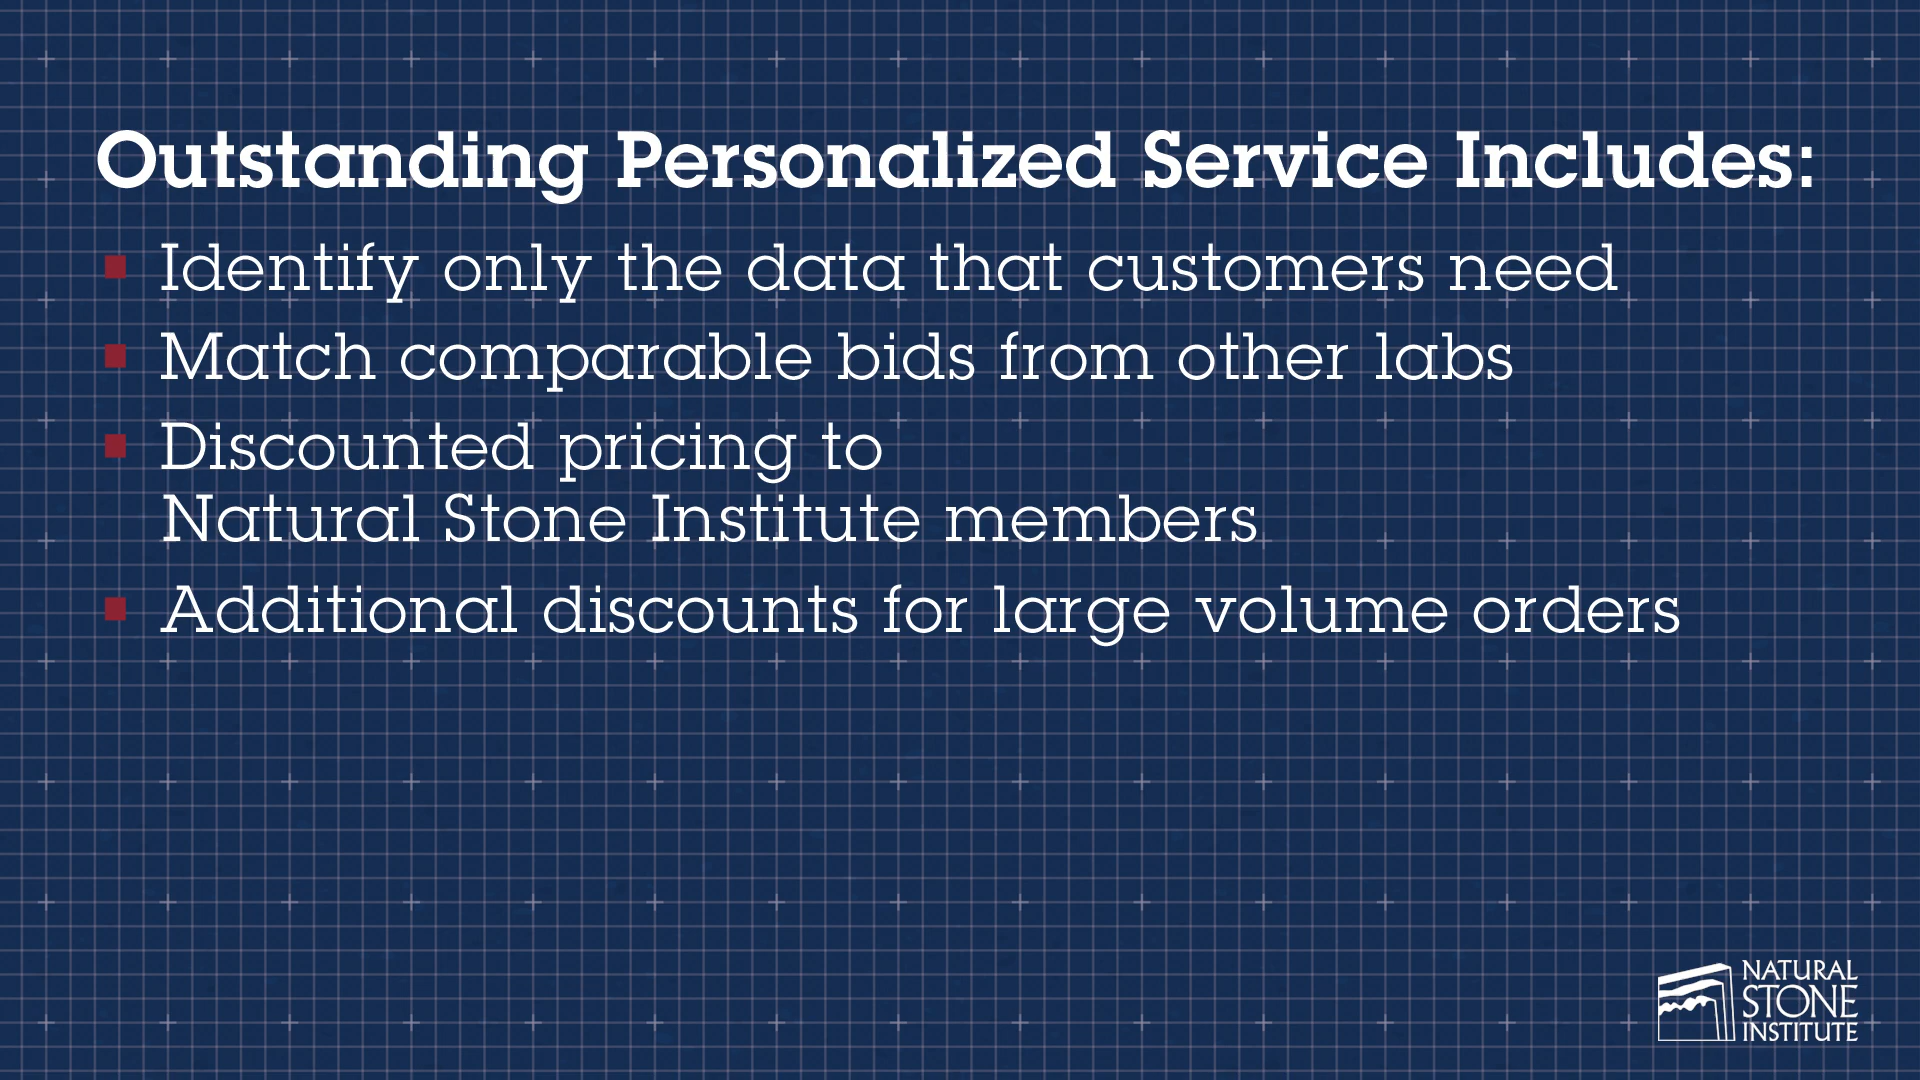 Outstanding Personalized Service Includes:
Identify only the data that customers need
Match comparable bids from other labs
Discounted pricing to
Natural Stone Institute members
Additional discounts for large volume orders
NATURAL
STONE
INSTITUTE